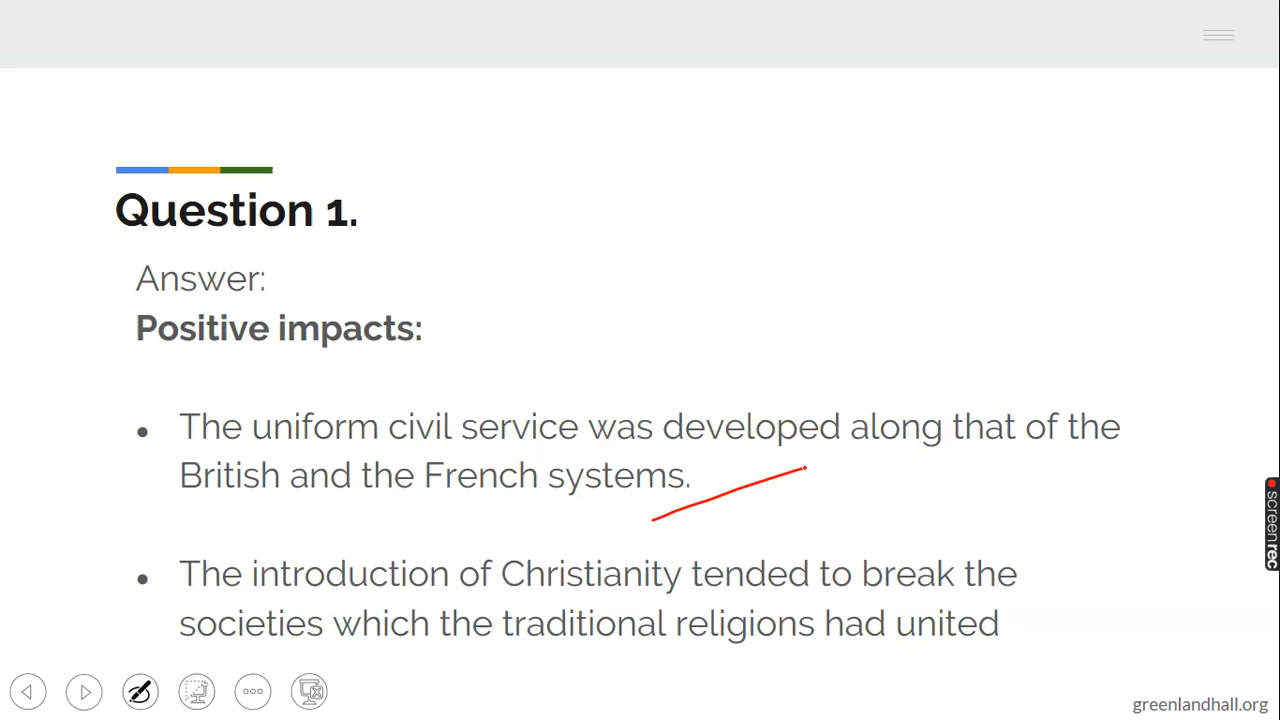 Question 1.
Answer:
Positive impacts:
• The uniform civil service was developed along that of the
British and the French systems.
• The introduction of Christianity tended to break the
societies which the traditional religions had united
greenlandhall.org
screenrec